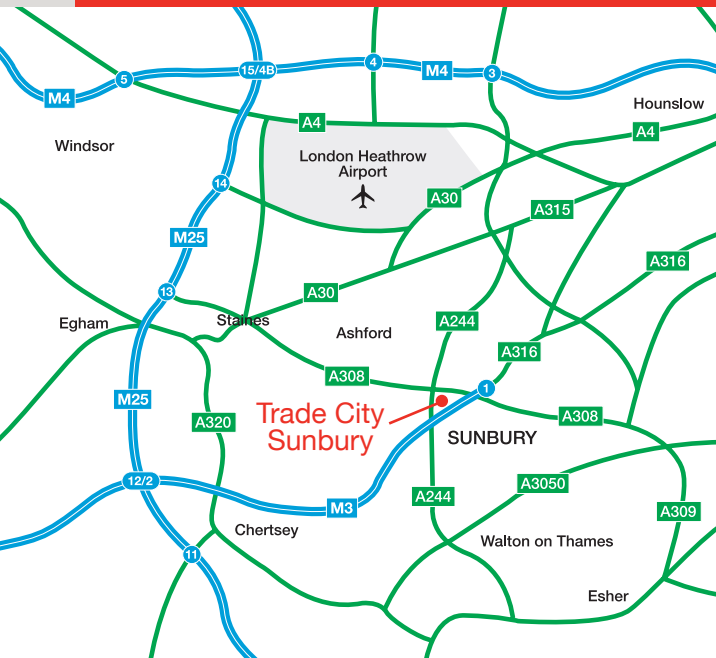 4
3
15/4B
M4
5
M4
Hounslow
A4
A4
Windsor
London Heathrow
Airport
14
A30
A315
M25
A316
13
A30
Staines
Egham
A244
Ashford
A316
A308
1
M25
Trade City
Sunbury
A308
A320
SUNBURY
12/2
A3050
A244
M3
A309
Chertsey
Walton on Thames
11
Esher